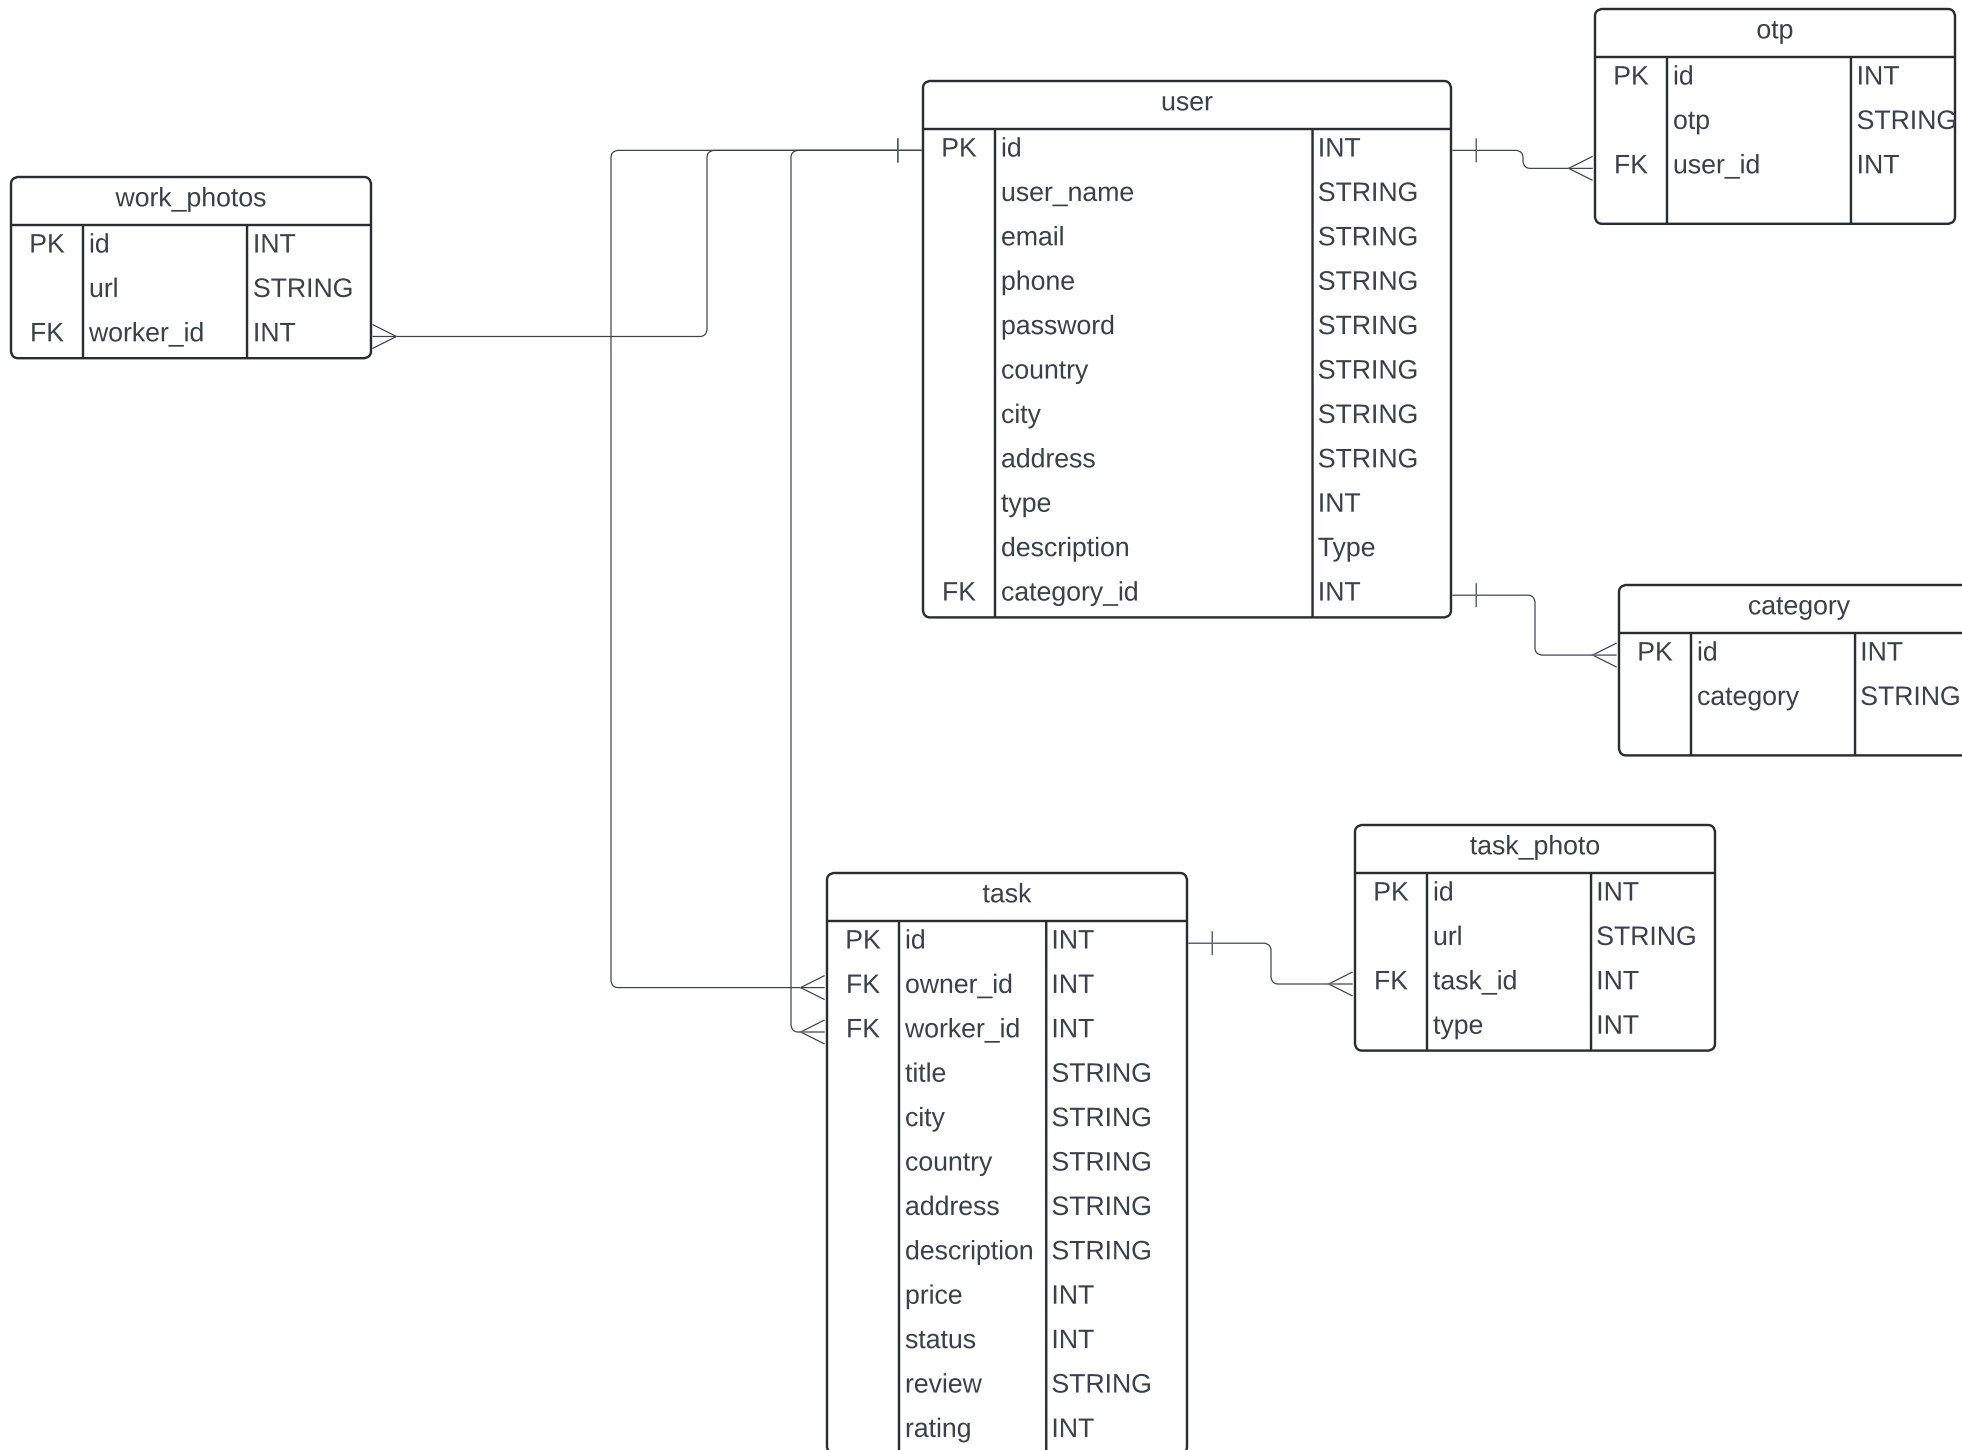 otp
PK id INT
otp STRING
FK user_id INT
user
PK id INT
user_name STRING
email STRING
phone STRING
password STRING
country STRING
city STRING
address STRING
type INT
description Type
FK category_id INT
work_photos
PK id INT
url STRING
FK worker_id INT
category
PK id INT
category STRING
task_photo
PK id INT
url STRING
FK task_id INT
type INT
task
PK id INT
FK owner_id INT
FK worker_id INT
title STRING
city STRING
country STRING
address STRING
description STRING
price INT
status INT
review STRING
rating INT